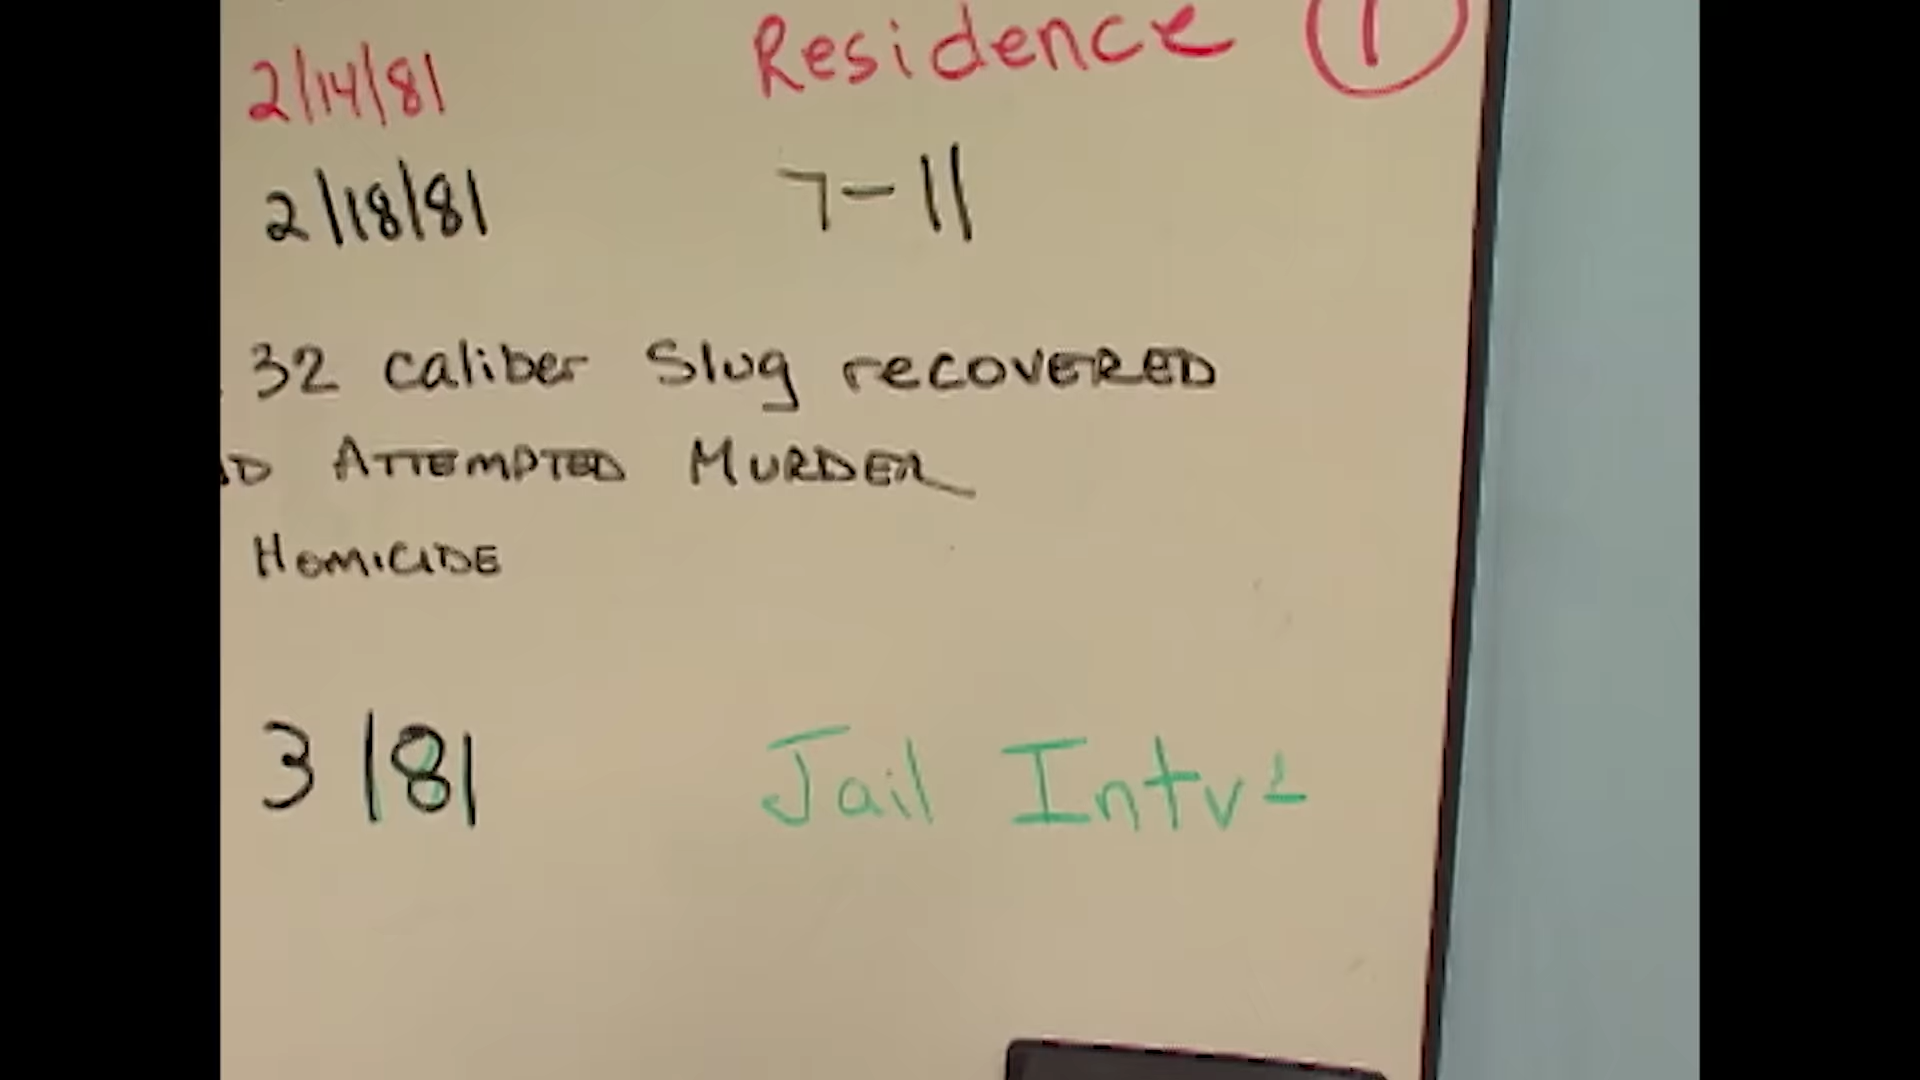 2/14/81 Residence 1
2/18/81 7-11
32 caliber Slug recovered
Attempted Murder
Homicide
3/81 Jail Intv